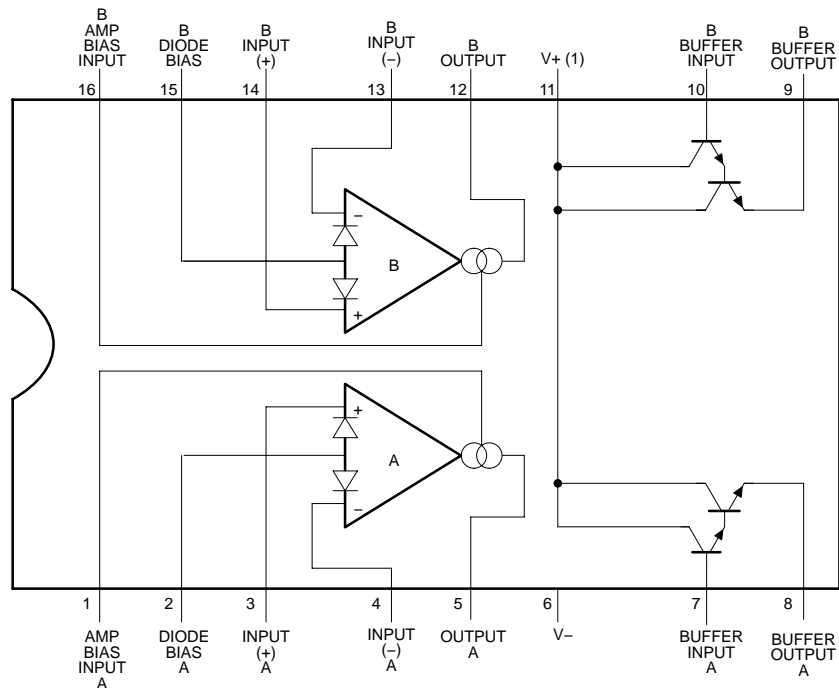 B
AMP
BIAS
INPUT
B
DIODE
BIAS
B
INPUT
(+)
B
INPUT
(–)
B
OUTPUT
V+ (1)
B
BUFFER
INPUT
B
BUFFER
OUTPUT
16
15
14
13
12
11
10
9
–
B
+
+
A
–
1
2
3
4
5
6
7
8
AMP
BIAS
INPUT
A
DIODE
BIAS
A
INPUT
(+)
A
INPUT
(–)
A
OUTPUT
A
V–
BUFFER
INPUT
A
BUFFER
OUTPUT
A